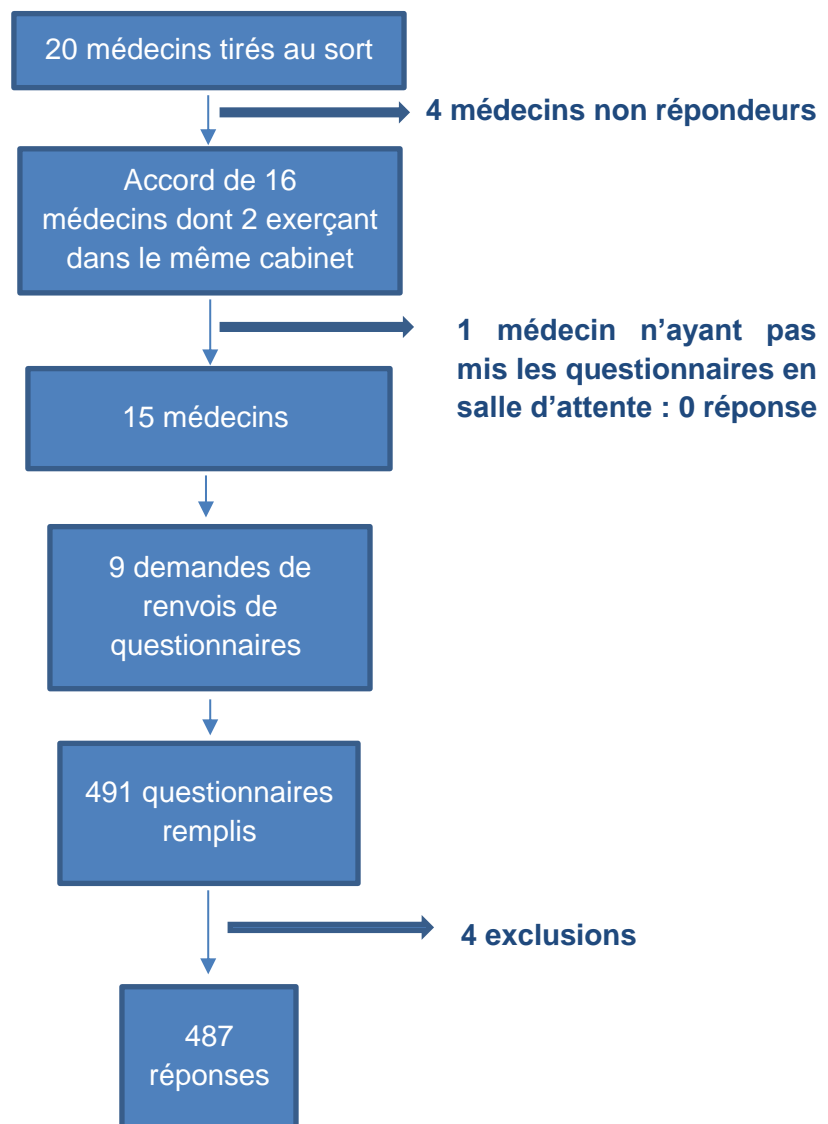 20 médecins tirés au sort
4 médecins non répondeurs
Accord de 16
médecins dont 2 exerçant
dans le même cabinet
1 médecin n’ayant pas
mis les questionnaires en
salle d’attente : 0 réponse
15 médecins
9 demandes de
renvois de
questionnaires
491 questionnaires
remplis
4 exclusions
487
réponses